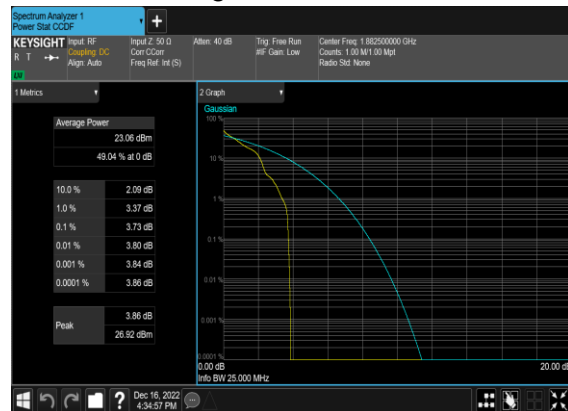 Spectrum Analyzer 1
Power Stat CCDF
+
KEYSIGHT
R T
LXI
Input: RF
Coupling: DC
Align: Auto
Input Z: 50 Ω
Corr CCorr
Freq Ref: Int (S)
Atten: 40 dB
Trig: Free Run
#IF Gain: Low
Center Freq: 1.882500000 GHz
Counts: 1.00 M/1.00 Mpt
Radio Std: None
1 Metrics
Average Power
23.06 dBm
49.04 % at 0 dB
10.0 % 2.09 dB
1.0 % 3.37 dB
0.1 % 3.73 dB
0.01 % 3.80 dB
0.001 % 3.84 dB
0.0001 % 3.86 dB
Peak
3.86 dB
26.92 dBm
2 Graph
Gaussian
100 %
10 %
1 %
0.1 %
0.01 %
0.001 %
0.0001 %
0.00 dB 20.00 dB
Info BW 25.000 MHz
?
Dec 16, 2022
4:34:57 PM